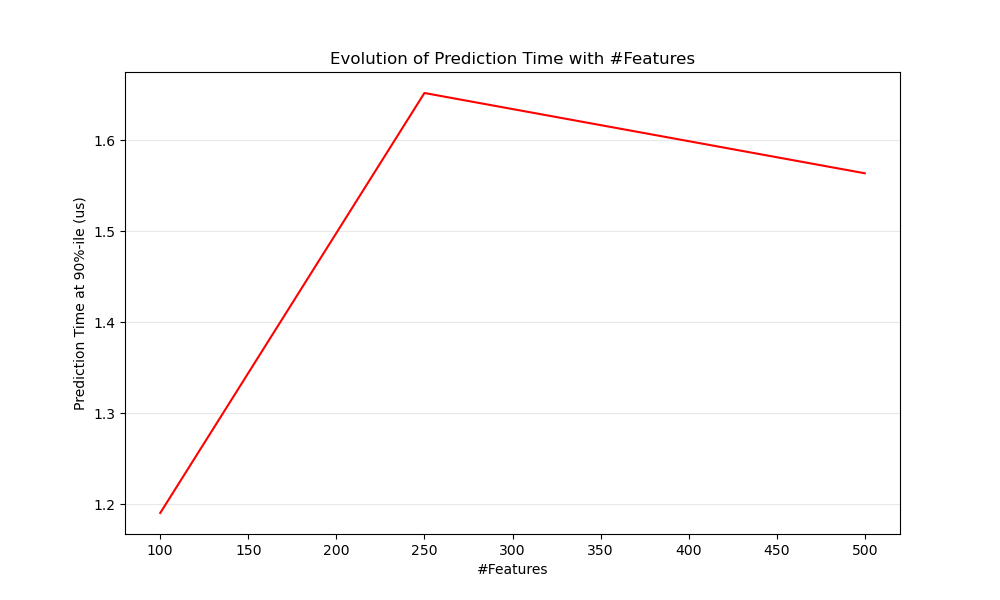 Evolution of Prediction Time with #Features
Prediction Time at 90%-ile (us)
1.6
1.5
1.4
1.3
1.2
100 150 200 250 300 350 400 450 500
#Features